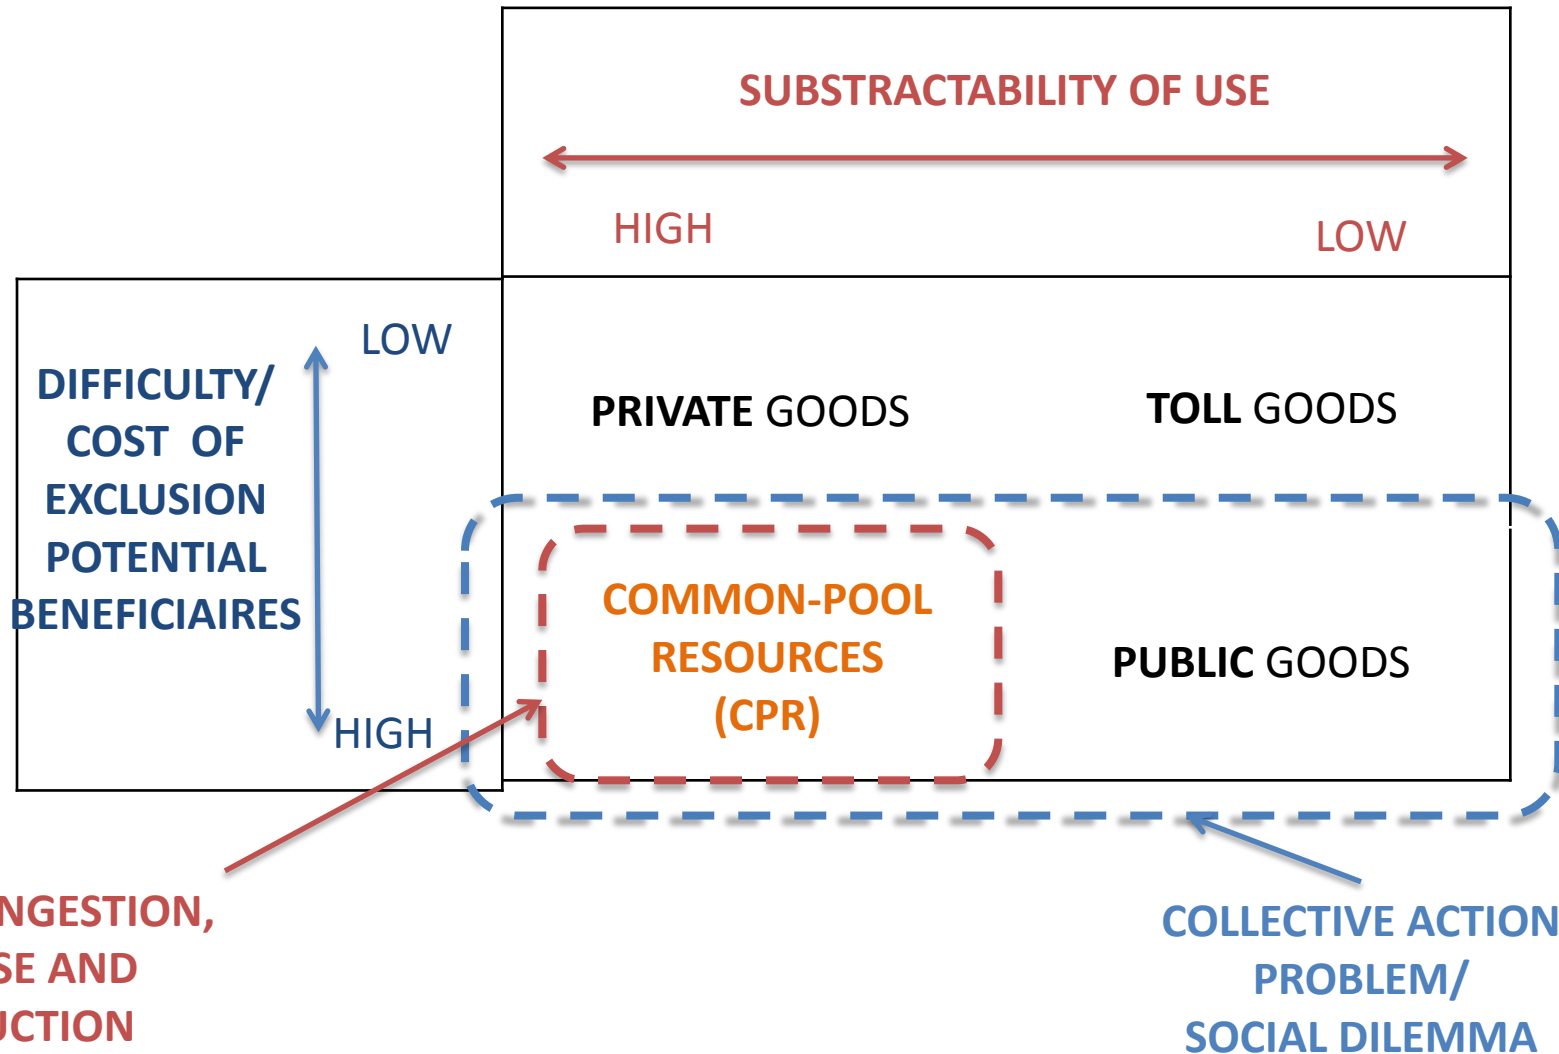 SUBSTRACTABILITY OF USE
HIGH
LOW
LOW
DIFFICULTY/
COST OF
EXCLUSION
POTENTIAL
BENEFICIAIRES
HIGH
PRIVATE GOODS
TOLL GOODS
COMMON-POOL
RESOURCES
(CPR)
PUBLIC GOODS
AND
COLLECTIVE ACTION
PROBLEM/
SOCIAL DILEMMA